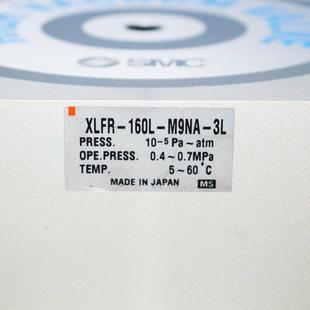 SMC
XLFR-160L-M9NA-3L
PRESS. 10-5 Pa~atm
OPE.PRESS. 0.4~0.7MPa
TEMP. 5~60°C
MADE IN JAPAN MS